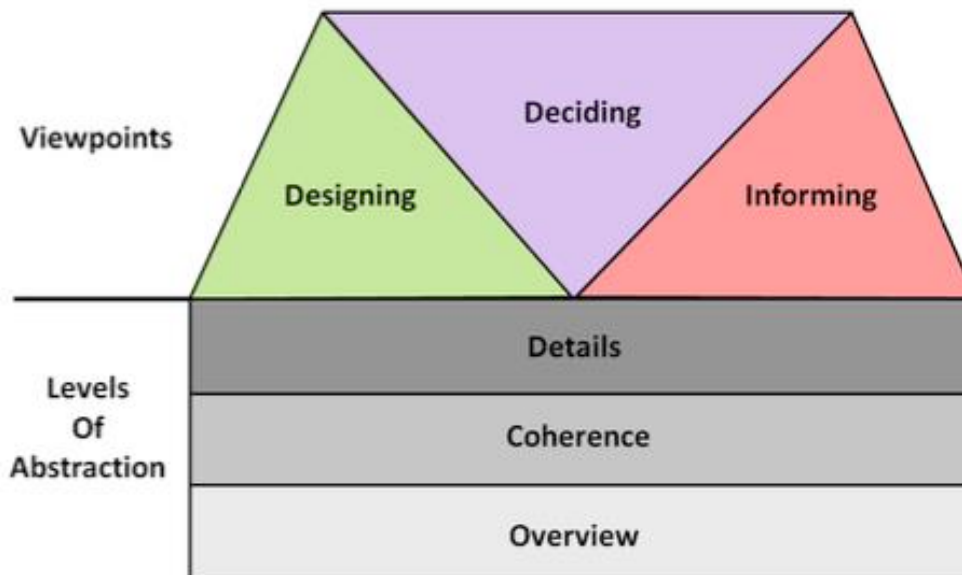 Viewpoints
Deciding
Designing
Informing
Levels
Of
Abstraction
Details
Coherence
Overview